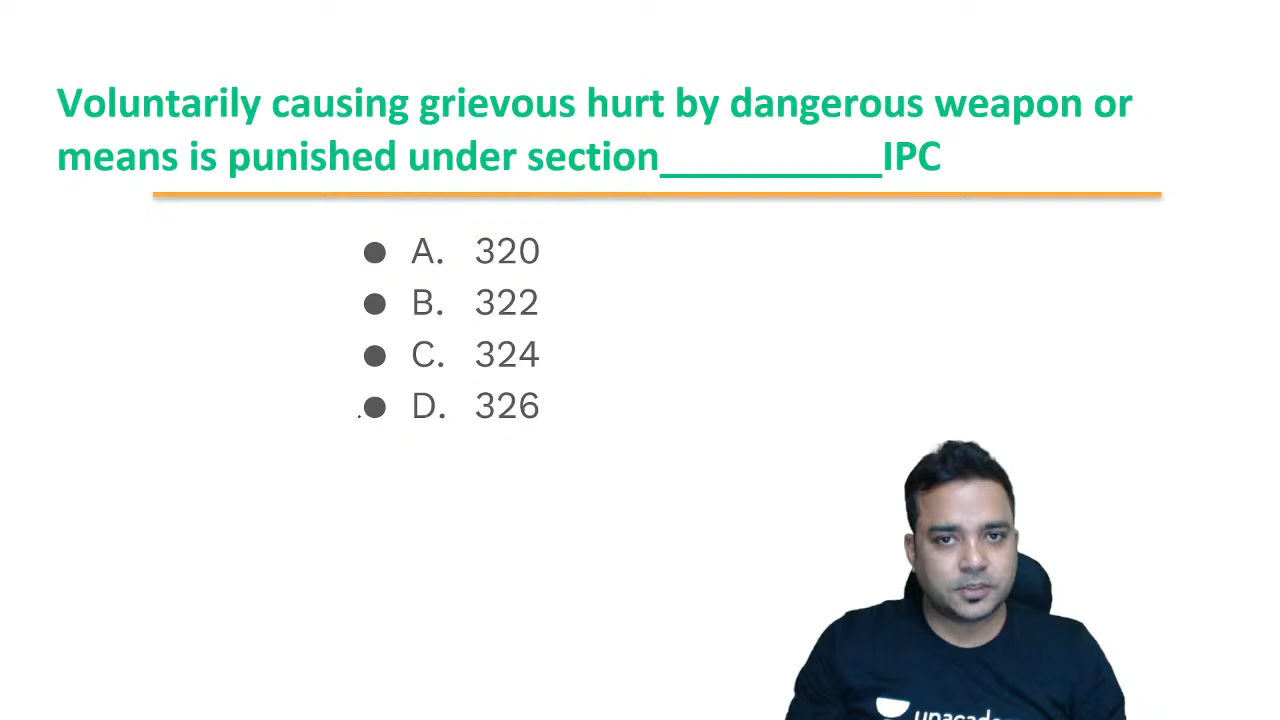 Voluntarily causing grievous hurt by dangerous weapon or
means is punished under section__________IPC
A. 320
B. 322
C. 324
D. 326